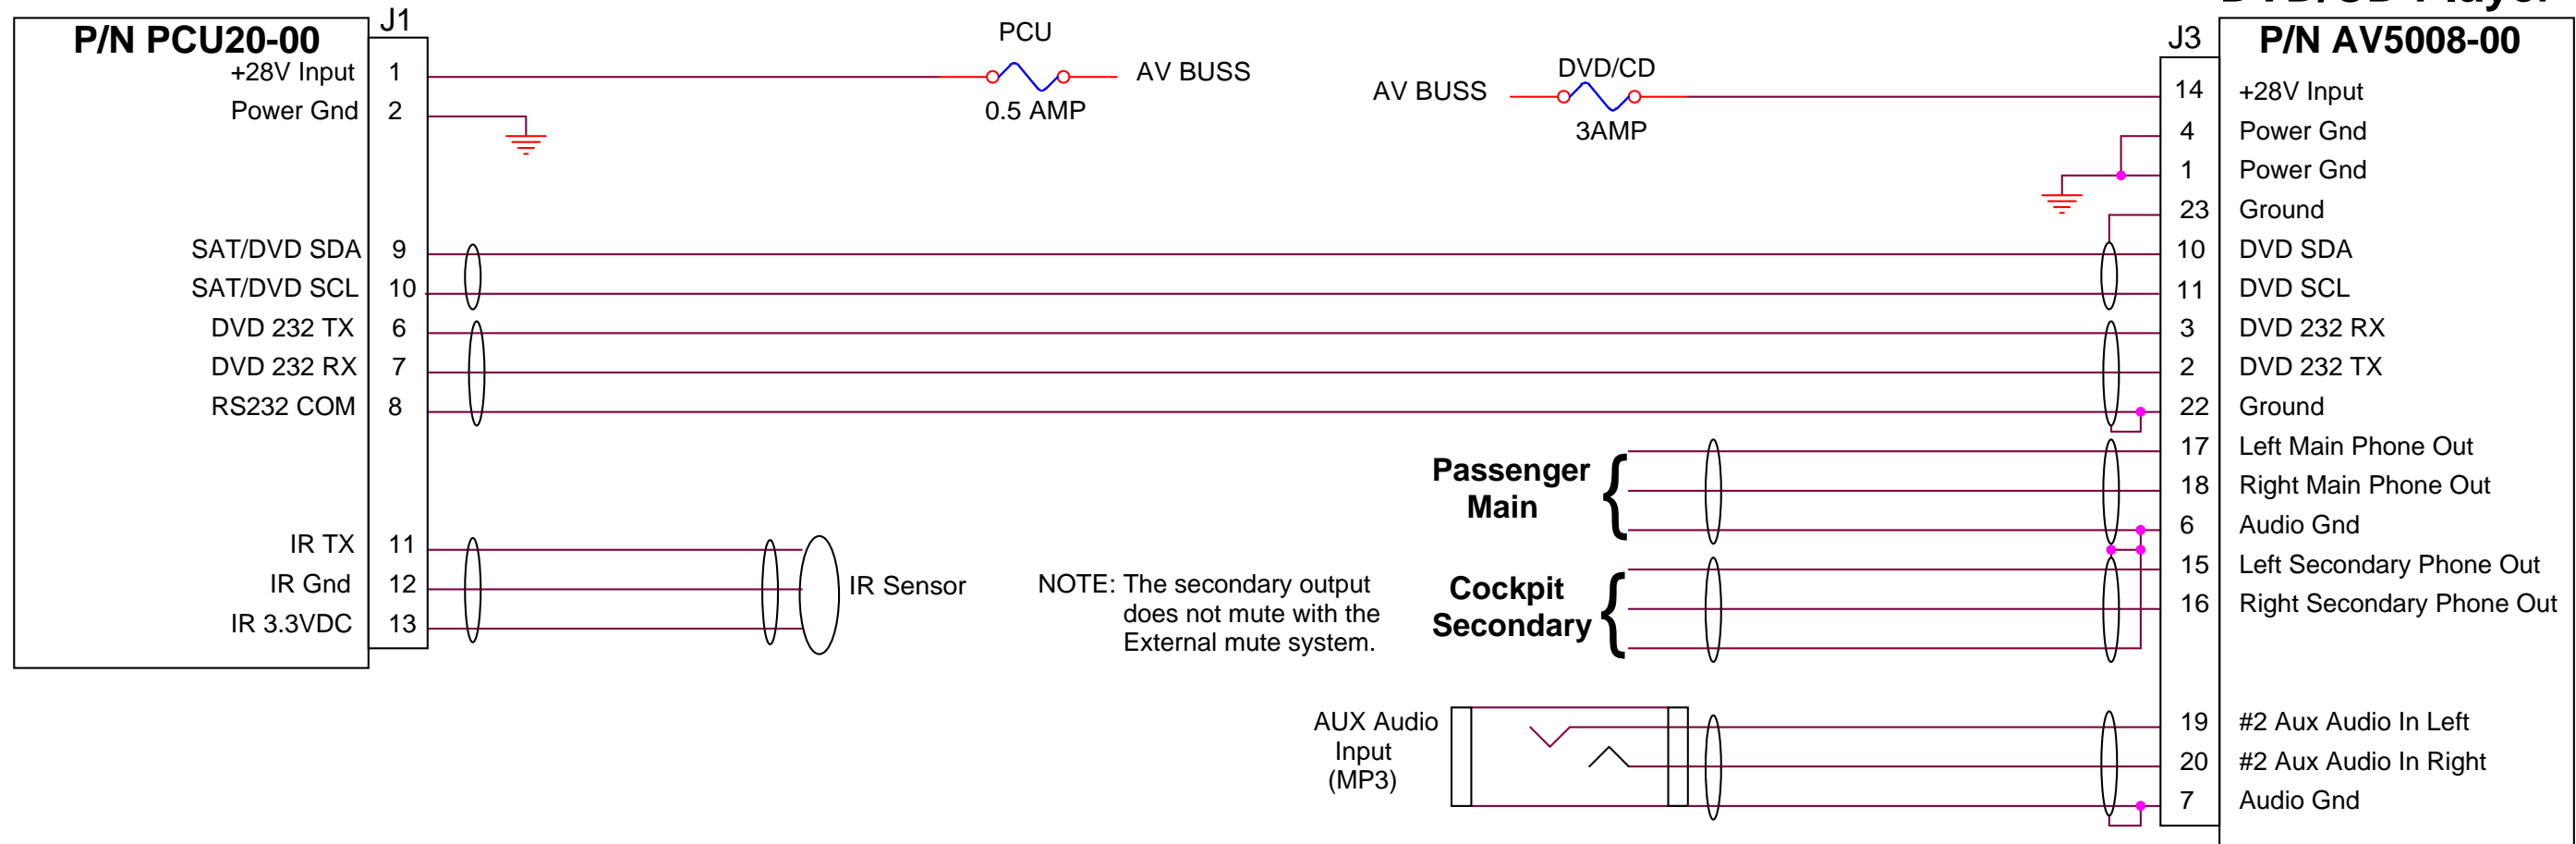 P/N PCU20-00
J1
+28V Input 1
Power Gnd 2
SAT/DVD SDA 9
SAT/DVD SCL 10
DVD 232 TX 6
DVD 232 RX 7
RS232 COM 8
IR TX 11
IR Gnd 12
IR 3.3VDC 13
PCU
AV BUSS
0.5 AMP
IR Sensor
DVD/CD
AV BUSS
3AMP
NOTE: The secondary output
does not mute with the
External mute system.
Passenger
Main
Cockpit
Secondary
AUX Audio
Input
(MP3)
J3
P/N AV5008-00
14 +28V Input
4 Power Gnd
1 Power Gnd
23 Ground
10 DVD SDA
11 DVD SCL
3 DVD 232 RX
2 DVD 232 TX
22 Ground
17 Left Main Phone Out
18 Right Main Phone Out
6 Audio Gnd
15 Left Secondary Phone Out
16 Right Secondary Phone Out
19 #2 Aux Audio In Left
20 #2 Aux Audio In Right
7 Audio Gnd